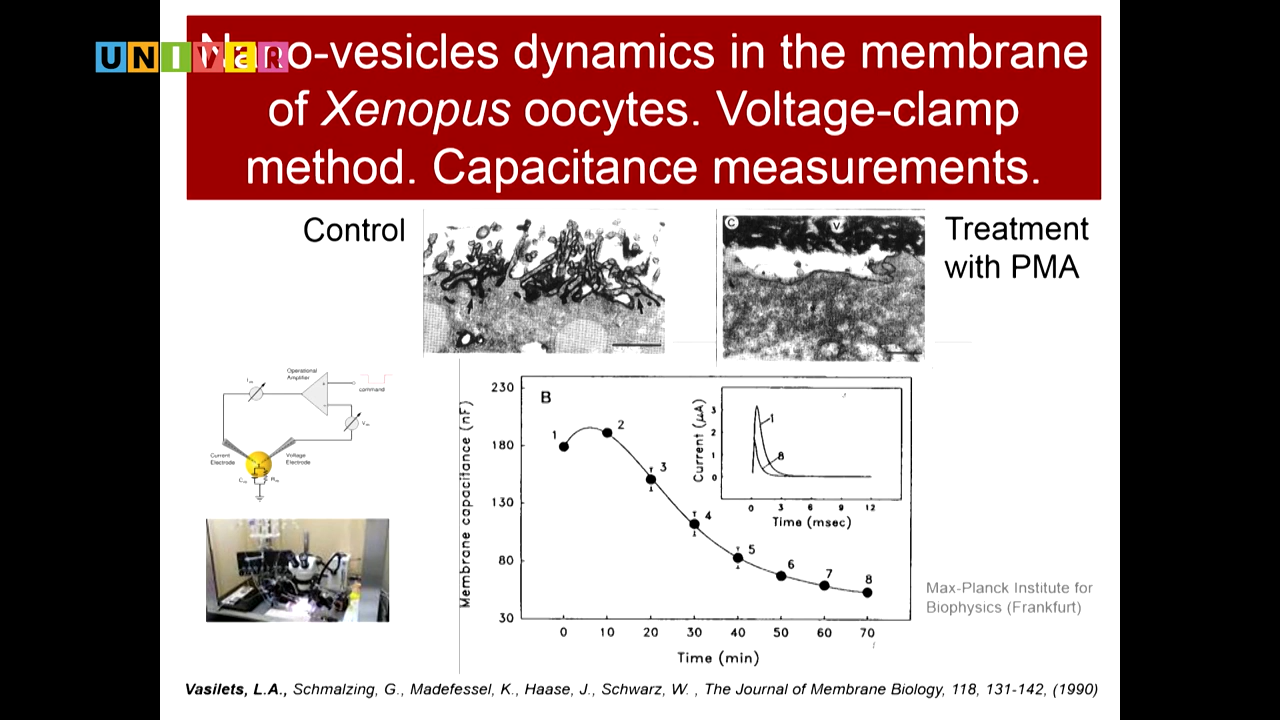 UNIVER
Nano-vesicles dynamics in the membrane
of Xenopus oocytes. Voltage-clamp
method. Capacitance measurements.
Control
C
V
Treatment
with PMA
Operational
Amplifier
command
Current
Electrode
Voltage
Electrode
B
Membrane capacitance (nF)
230
180
130
80
30
1
2
3
4
5
6
7
8
0 10 20 30 40 50 60 70
Time (min)
Current (μA)
3
2
1
0
1
8
0 3 6 9 12
Time (msec)
Max-Planck Institute for
Biophysics (Frankfurt)
Vasilets, L.A., Schmalzing, G., Madefessel, K., Haase, J., Schwarz, W. , The Journal of Membrane Biology, 118, 131-142, (1990)